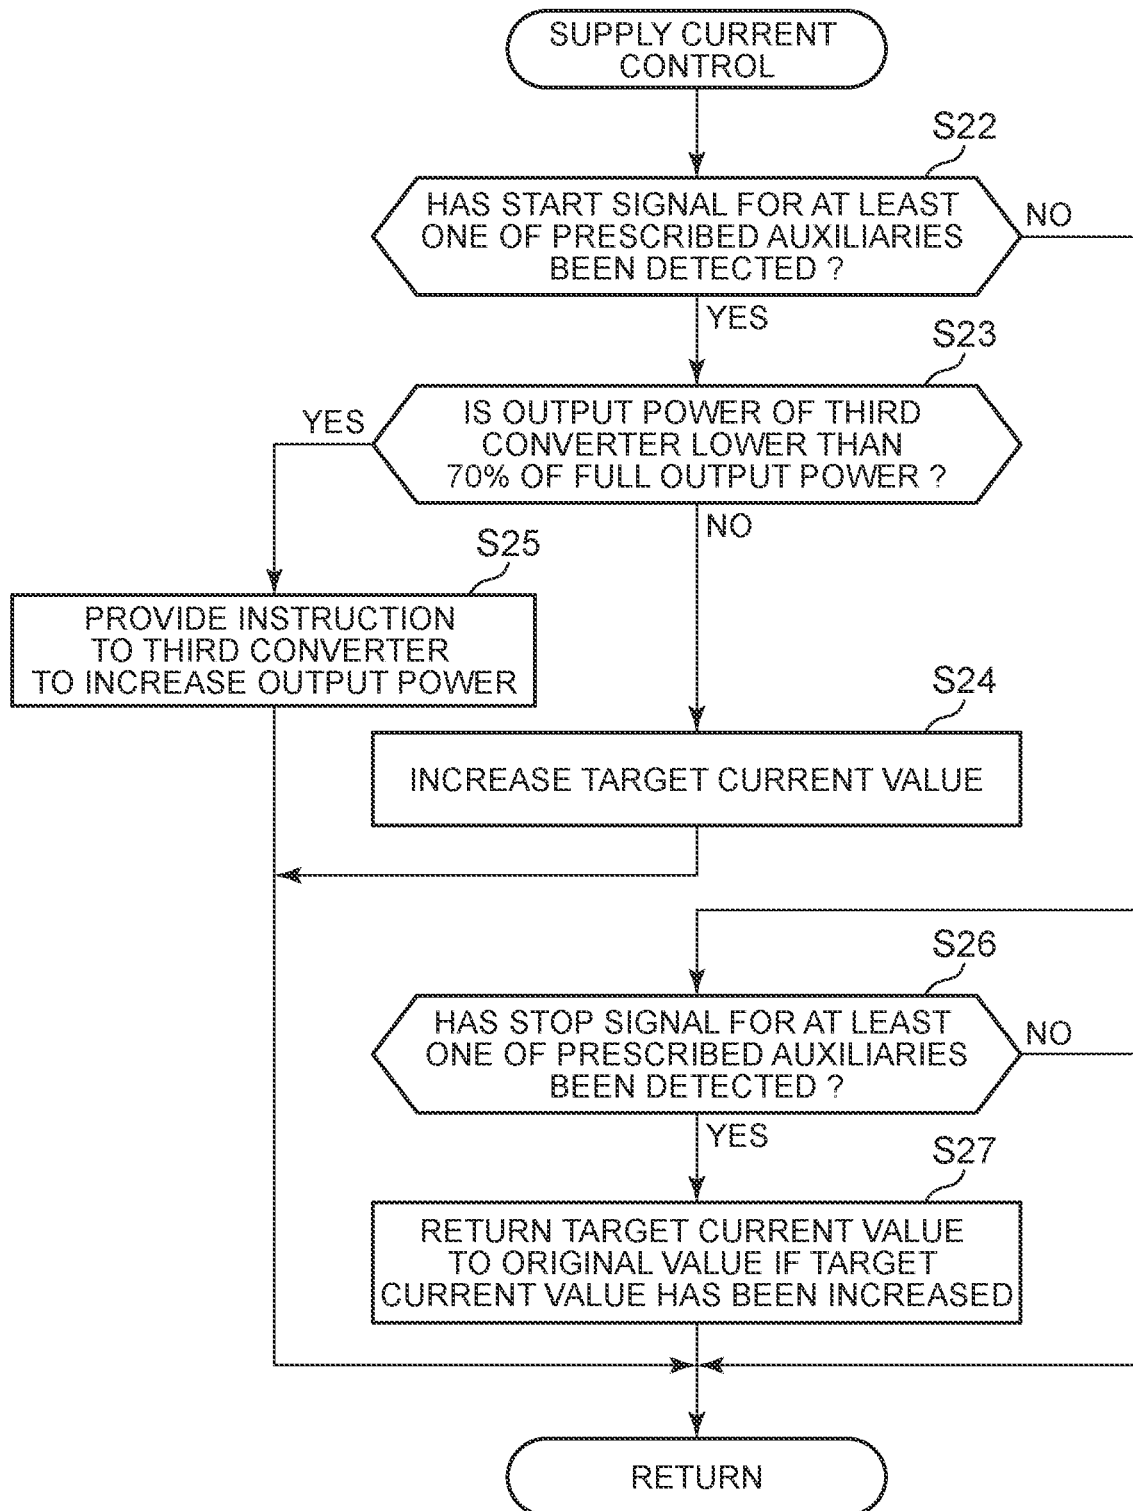 SUPPLY CURRENT
CONTROL
S22
HAS START SIGNAL FOR AT LEAST
ONE OF PRESCRIBED AUXILIARIES
BEEN DETECTED ?
NO
YES
S23
IS OUTPUT POWER OF THIRD
CONVERTER LOWER THAN
70% OF FULL OUTPUT POWER ?
YES
NO
S25
PROVIDE INSTRUCTION
TO THIRD CONVERTER
TO INCREASE OUTPUT POWER
S24
INCREASE TARGET CURRENT VALUE
S26
HAS STOP SIGNAL FOR AT LEAST
ONE OF PRESCRIBED AUXILIARIES
BEEN DETECTED ?
NO
YES
S27
RETURN TARGET CURRENT VALUE
TO ORIGINAL VALUE IF TARGET
CURRENT VALUE HAS BEEN INCREASED
RETURN